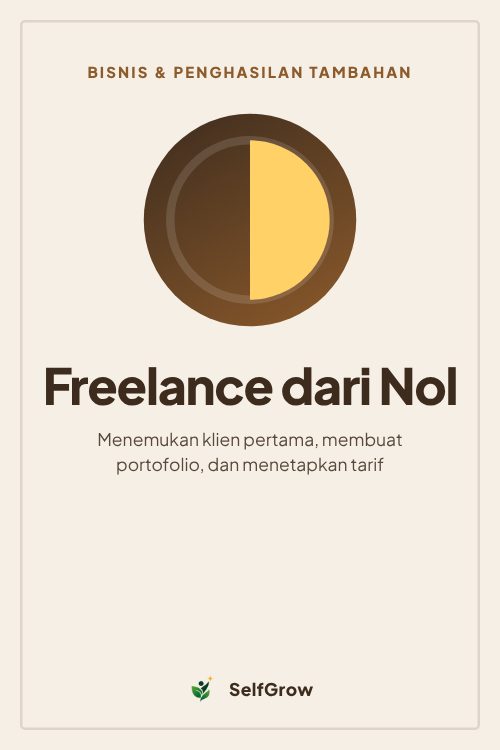 BISNIS & PENGHASILAN TAMBAHAN
Freelance dari Nol
Menemukan klien pertama, membuat
portofolio, dan menetapkan tarif
SelfGrow